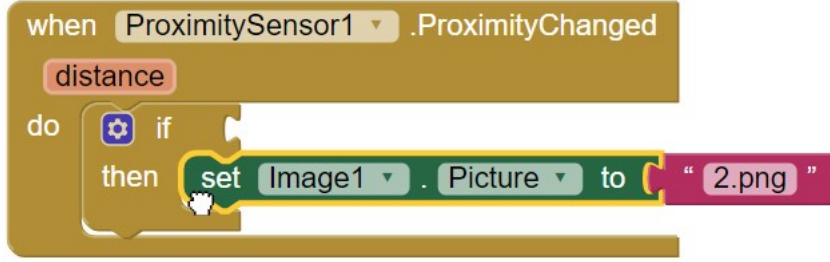 when ProximitySensor1 .ProximityChanged
distance
do if
then set Image1 . Picture to “ 2.png ”